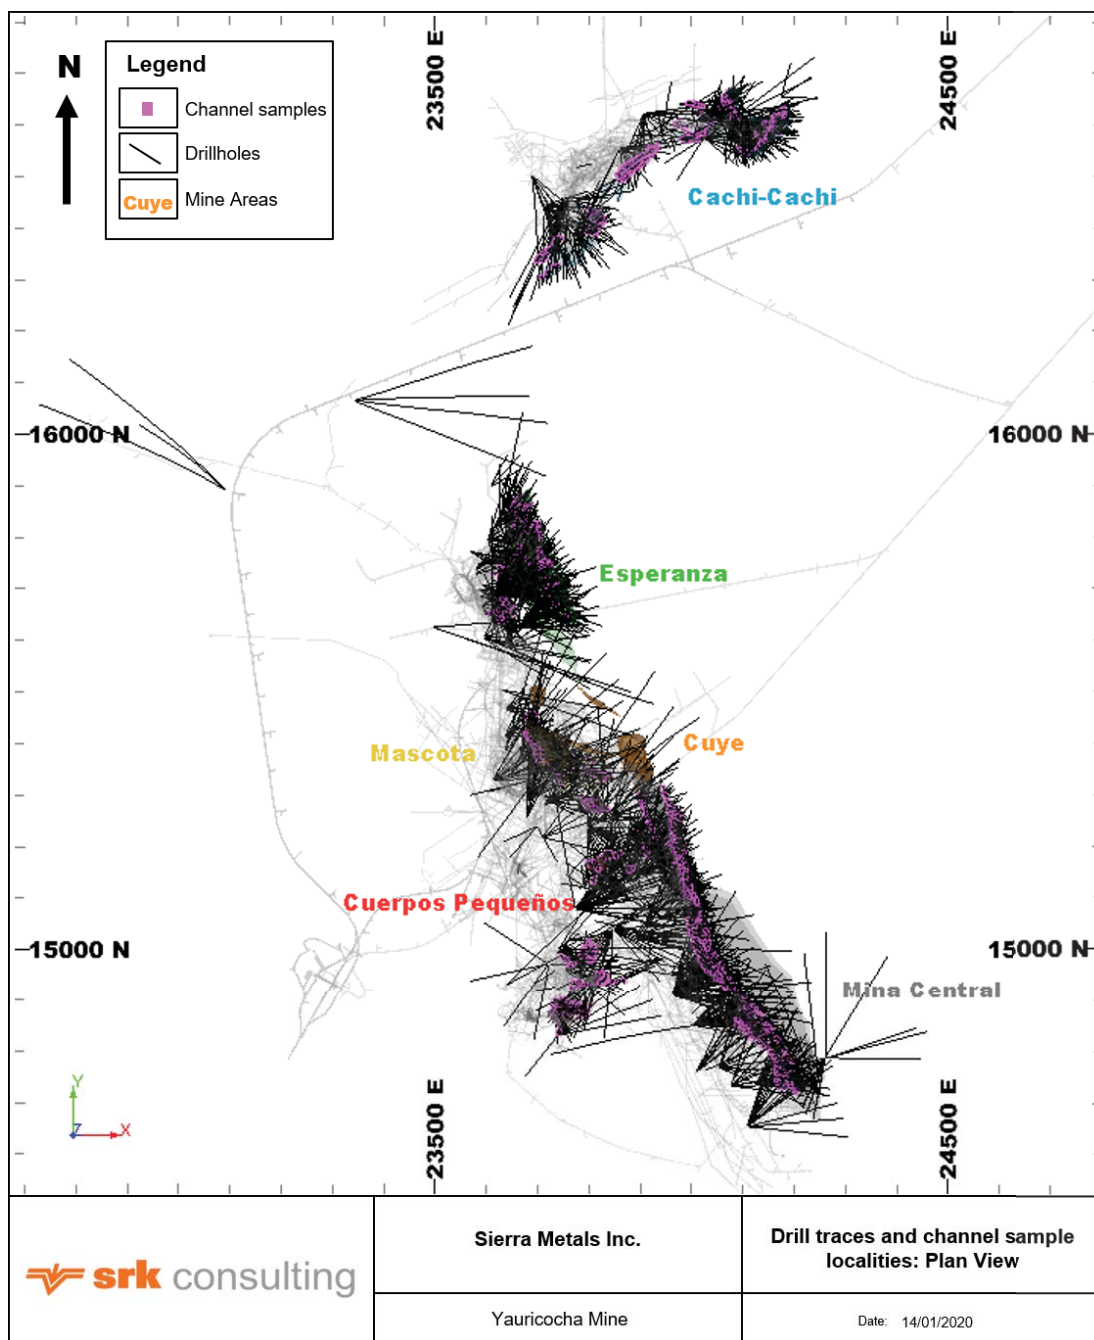 Legend
N
Channel samples
Drillholes
Cuye
Mine Areas
23500 E
24500 E
Cachi-Cachi
16000 N
16000 N
Esperanza
Mascota
Cuye
Cuerpos Pequeños
15000 N
15000 N
Mina Central
23500 E
24500 E
Y
Z
X
srk consulting
Sierra Metals Inc.
Yauricocha Mine
Drill traces and channel sample
localities: Plan View
Date: 14/01/2020